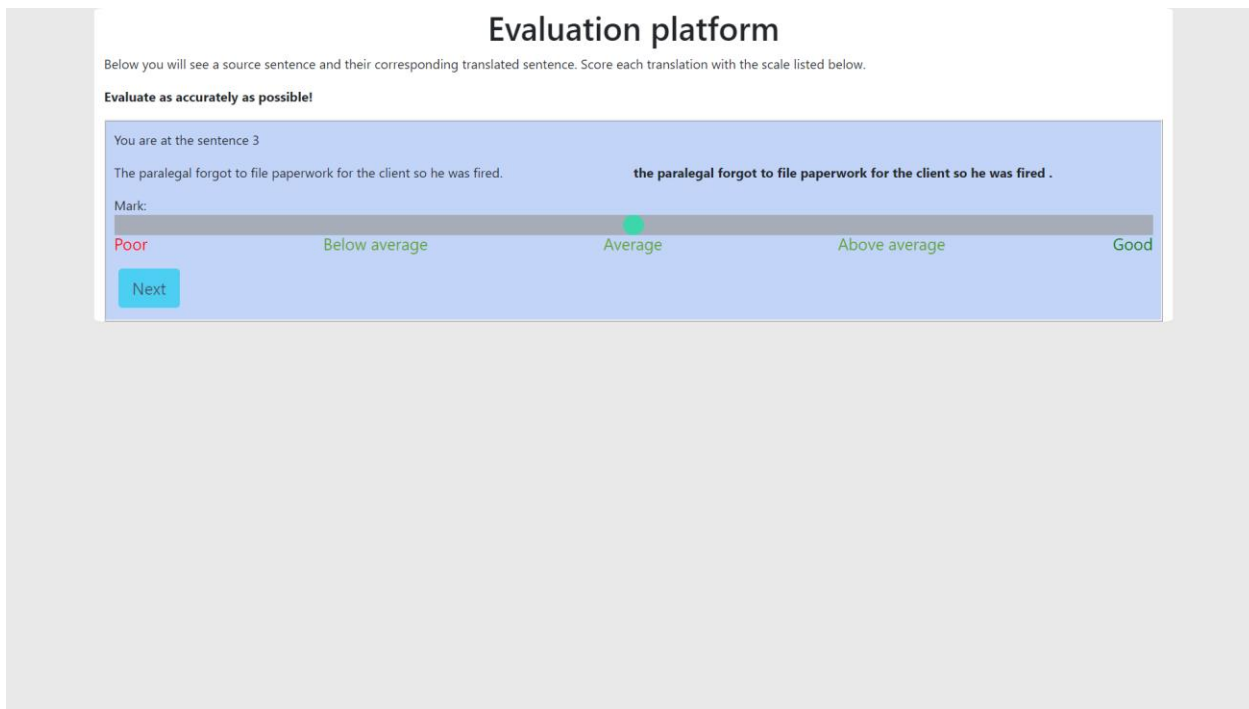 Evaluation platform
Below you will see a source sentence and their corresponding translated sentence. Score each translation with the scale listed below.
Evaluate as accurately as possible!
You are at the sentence 3
The paralegal forgot to file paperwork for the client so he was fired. the paralegal forgot to file paperwork for the client so he was fired .
Mark:
Poor Below average Average Above average Good
Next